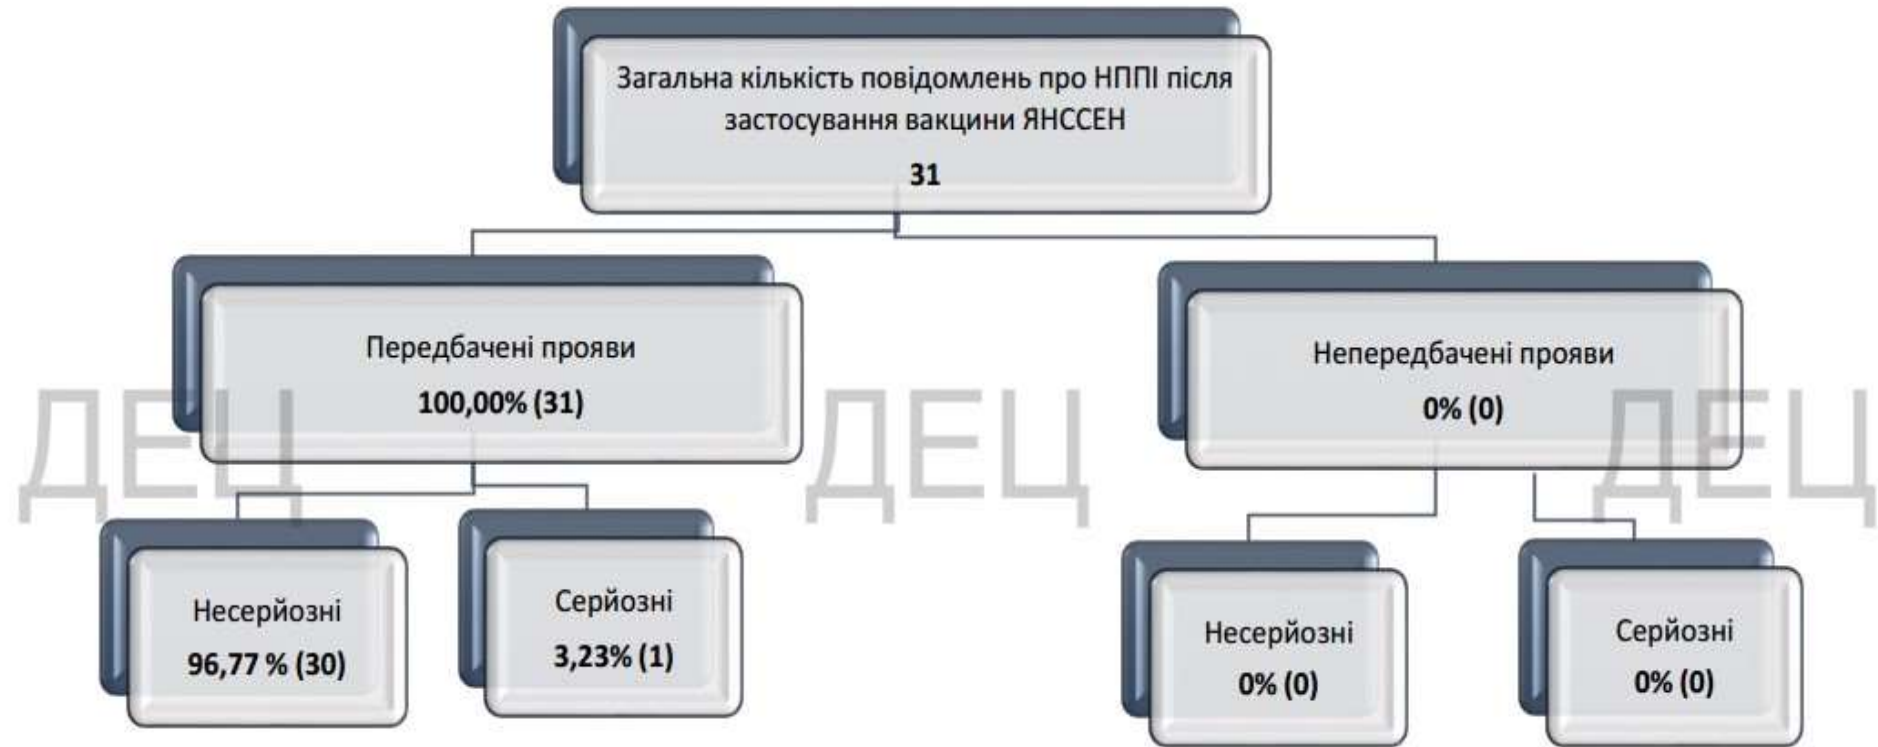 Загальна кількість повідомлень про НППІ після
застосування вакцини ЯНССЕН
31
Передбачені прояви
100,00% (31)
Непередбачені прояви
0% (0)
ДЕЦ ДЕЦ ДЕЦ
Несерйозні
96,77 % (30)
Серйозні
3,23% (1)
Несерйозні
0% (0)
Серйозні
0% (0)